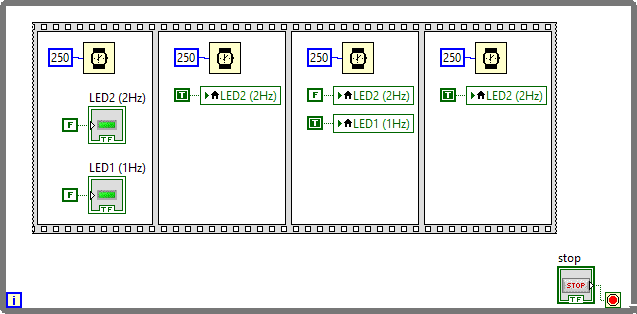 250 250 250 250
LED2 (2Hz) T LED2 (2Hz) F LED2 (2Hz) T LED2 (2Hz)
F TF T LED1 (1Hz)
LED1 (1Hz)
F TF
stop
STOP
TF
i